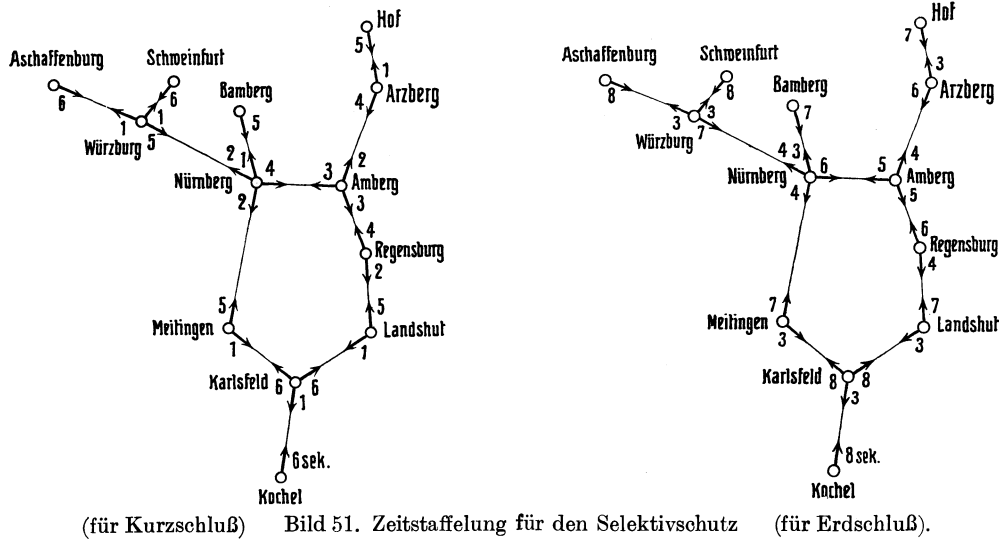 Hof
5
1
Arzberg
4
Aschaffenburg
6
Schweinfurt
6
Würzburg
1
1
5
Bamberg
5
1
2
Nürnberg
4
2
3
2
Amberg
3
4
Regensburg
2
5
Meitingen
1
5
Landshut
1
Karlsfeld
6
6
1
6 sek.
Kochel
Hof
7
3
Arzberg
6
Aschaffenburg
8
Schweinfurt
8
Würzburg
3
3
7
Bamberg
7
3
4
Nürnberg
6
4
5
4
Amberg
5
6
Regensburg
4
7
Meitingen
3
7
Landshut
3
Karlsfeld
8
8
3
8 sek.
Kochel
(für Kurzschluß) Bild 51. Zeitstaffelung für den Selektivschutz (für Erdschluß).